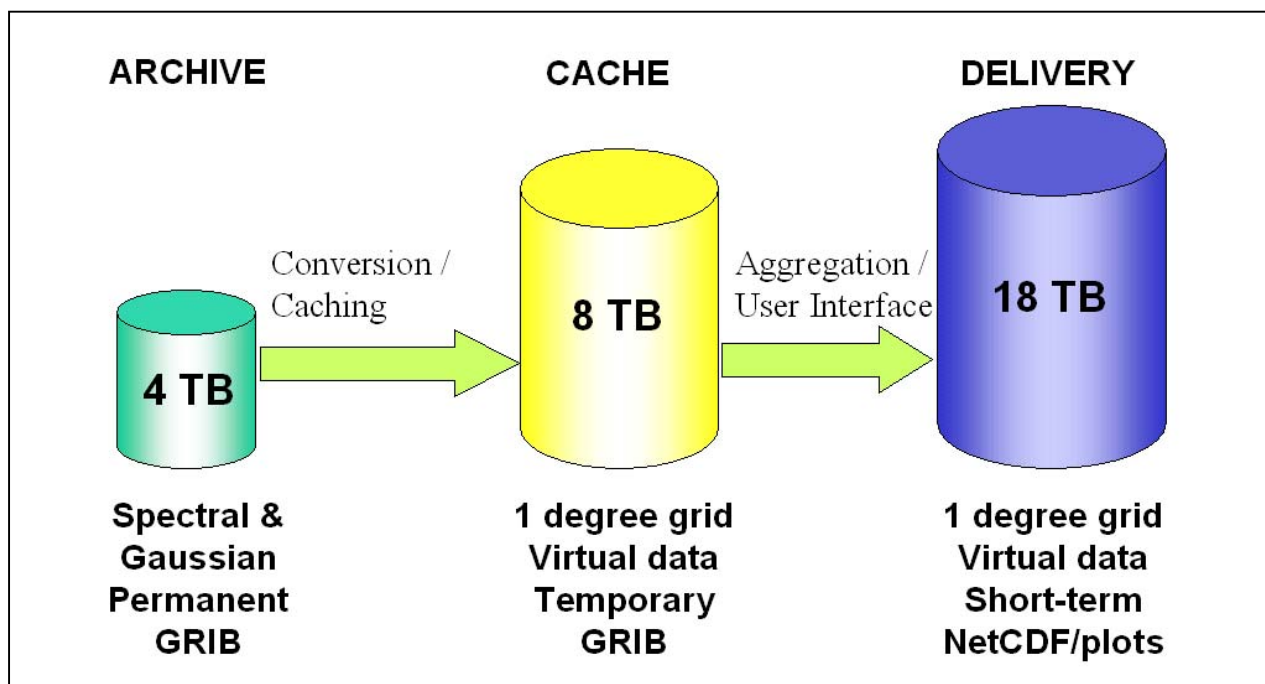 ARCHIVE
CACHE
DELIVERY
Conversion /
Caching
Aggregation /
User Interface
4 TB
8 TB
18 TB
Spectral &
Gaussian
Permanent
GRIB
1 degree grid
Virtual data
Temporary
GRIB
1 degree grid
Virtual data
Short-term
NetCDF/plots